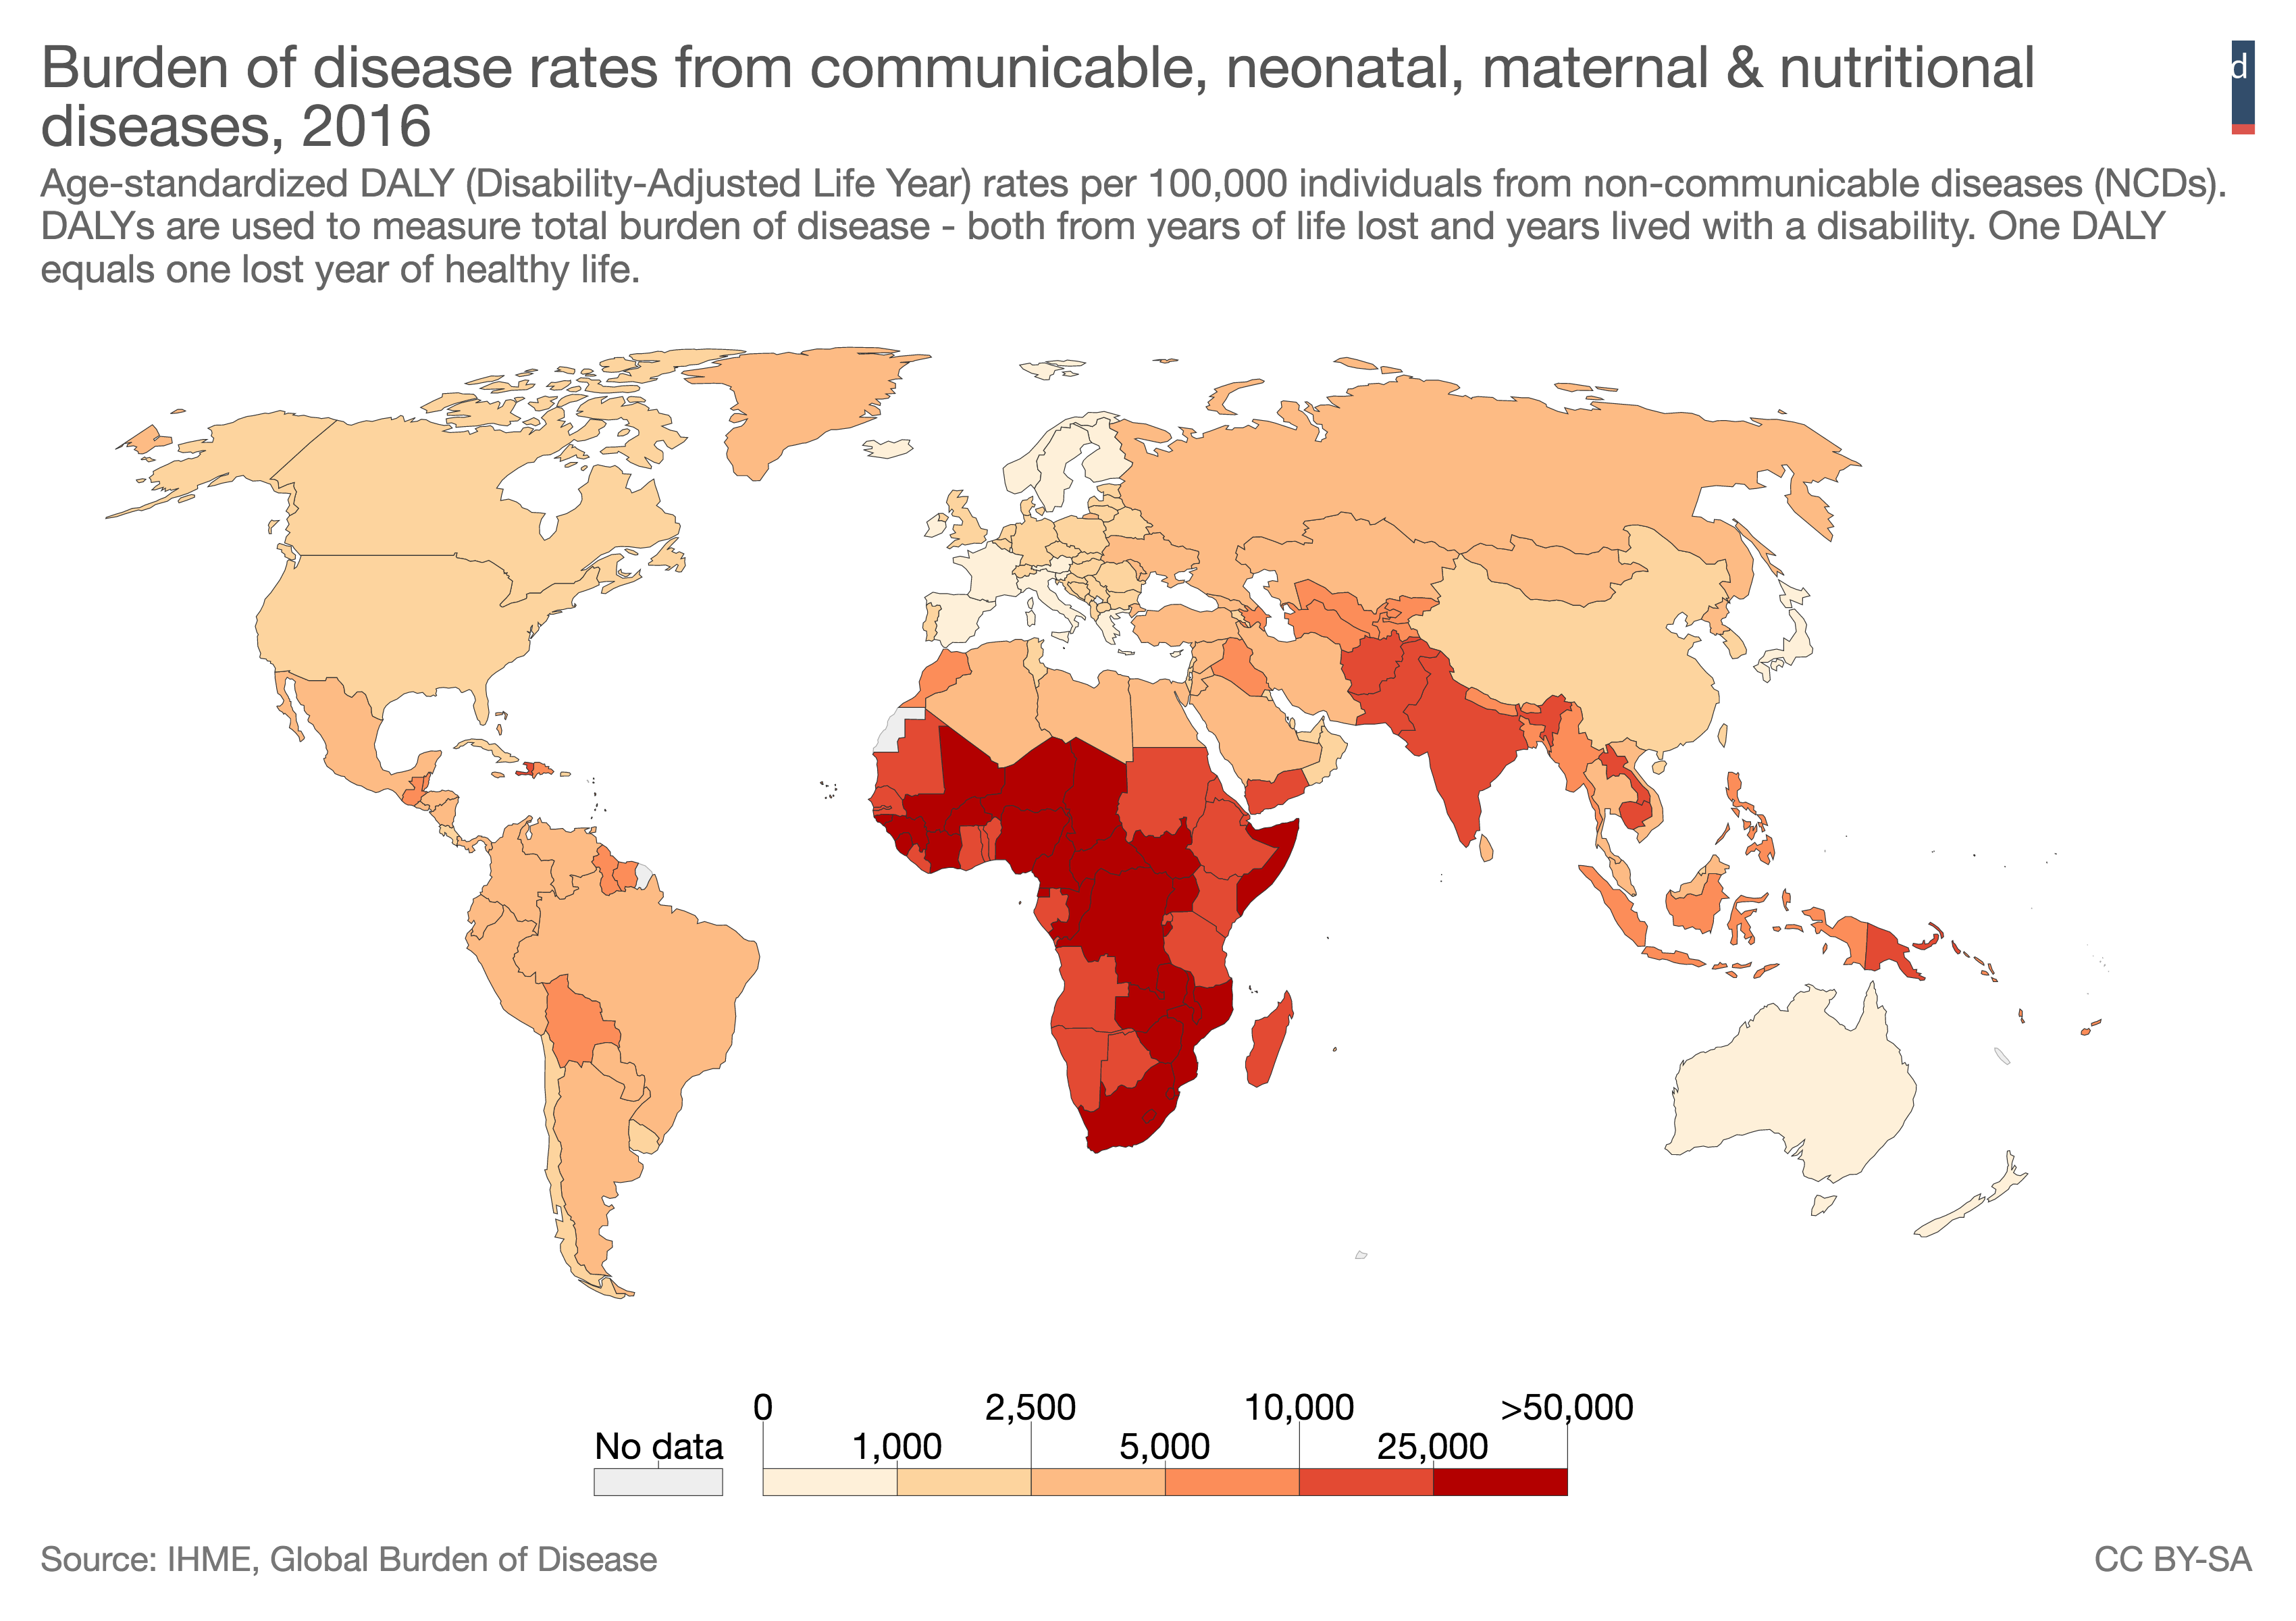 Burden of disease rates from communicable, neonatal, maternal & nutritional
diseases, 2016
d
Age-standardized DALY (Disability-Adjusted Life Year) rates per 100,000 individuals from non-communicable diseases (NCDs).
DALYs are used to measure total burden of disease - both from years of life lost and years lived with a disability. One DALY
equals one lost year of healthy life.
0 2,500 10,000 >50,000
No data 1,000 5,000 25,000
Source: IHME, Global Burden of Disease CC BY-SA